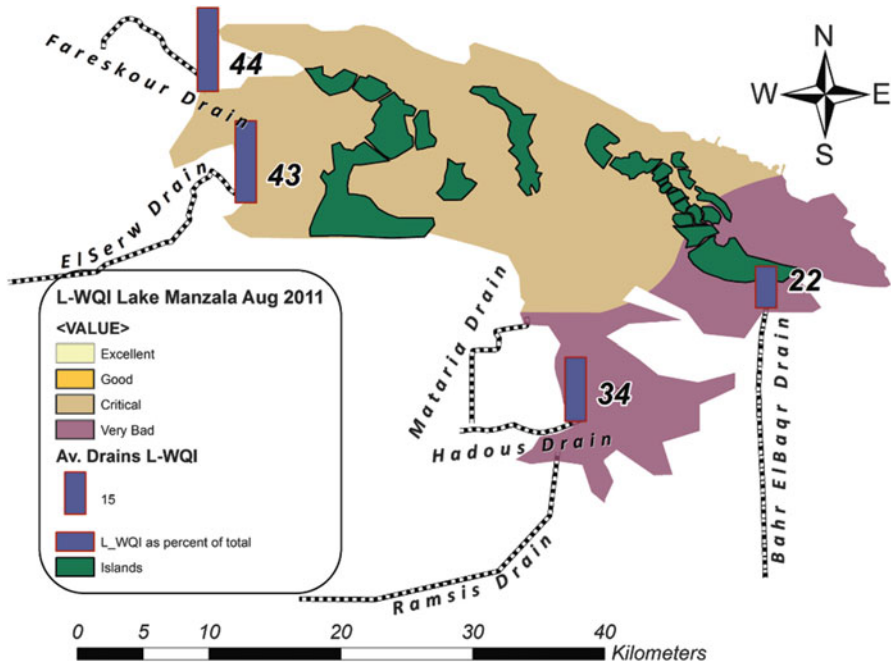 N
W E
S
Fareskour Drain
44
43
ElSerw Drain
22
Mataria Drain
34
Hadous Drain
Bahr ElBaqr Drain
Ramsis Drain
L-WQI Lake Manzala Aug 2011
<VALUE>
Excellent
Good
Critical
Very Bad
Av. Drains L-WQI
15
L_WQI as percent of total
Islands
0 5 10 20 30 40
Kilometers